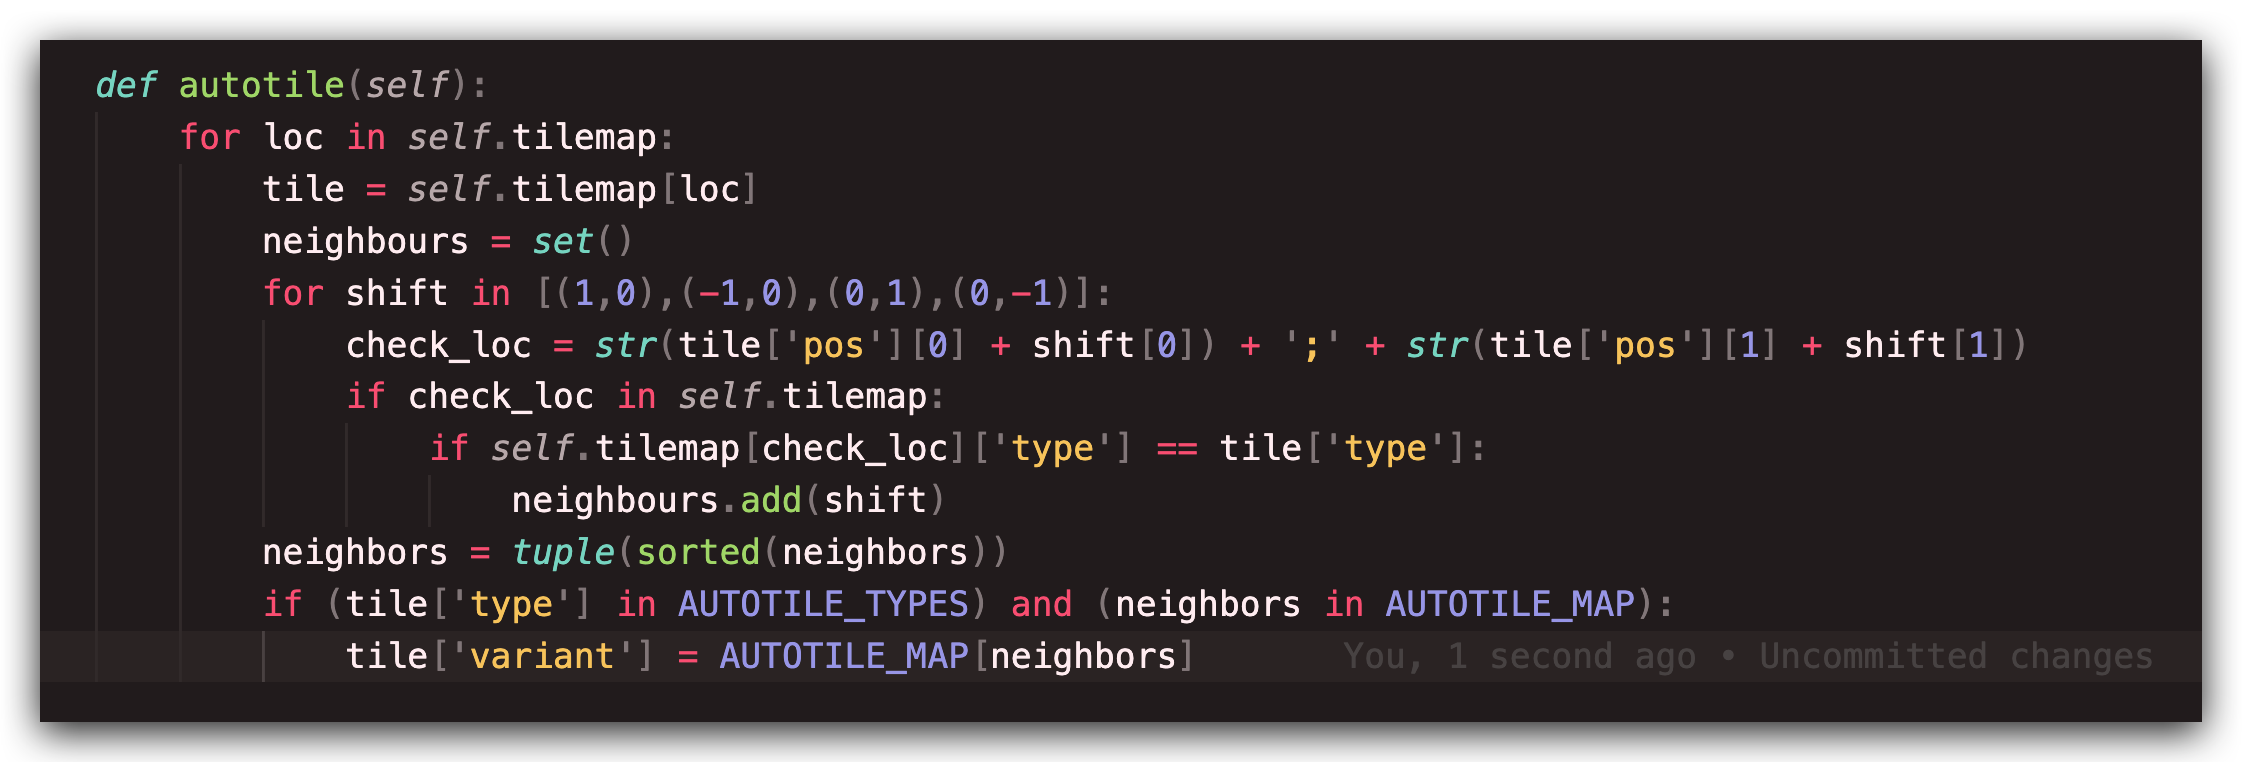 def autotile(self):
    for loc in self.tilemap:
        tile = self.tilemap[loc]
        neighbours = set()
        for shift in [(1,0),(-1,0),(0,1),(0,-1)]:
            check_loc = str(tile['pos'][0] + shift[0]) + ';' + str(tile['pos'][1] + shift[1])
            if check_loc in self.tilemap:
                if self.tilemap[check_loc]['type'] == tile['type']:
                    neighbours.add(shift)
        neighbors = tuple(sorted(neighbors))
        if (tile['type'] in AUTOTILE_TYPES) and (neighbors in AUTOTILE_MAP):
            tile['variant'] = AUTOTILE_MAP[neighbors]       You, 1 second ago • Uncommitted changes